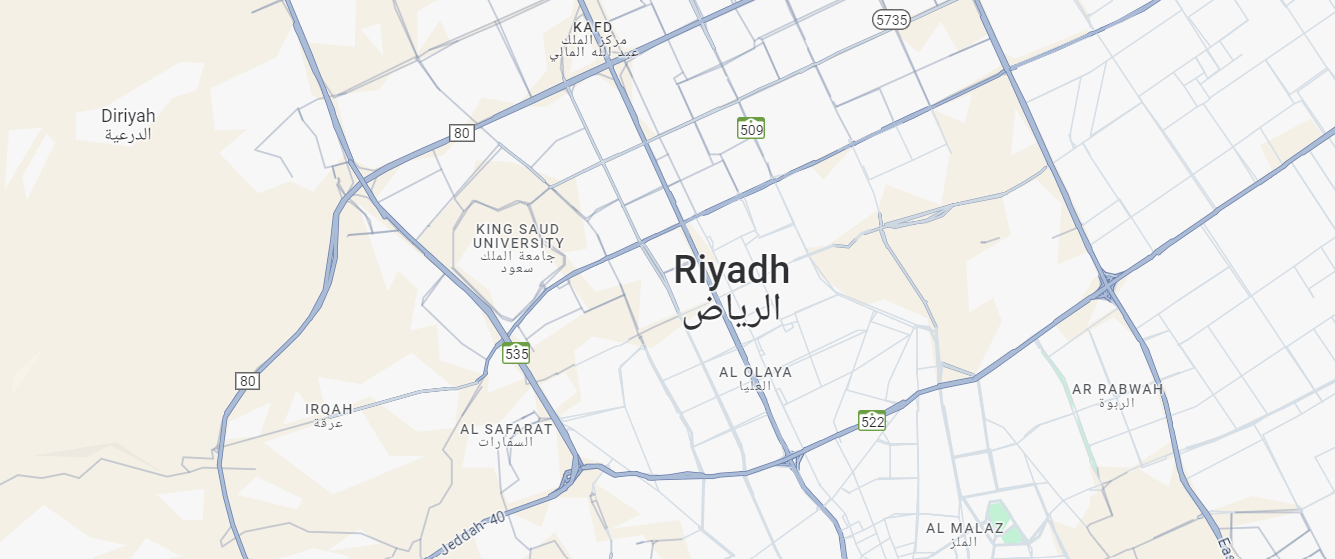 KAFD
مركز الملك
عبد الله المالي
5735
Diriyah
الدرعية
80
509
KING SAUD
UNIVERSITY
جامعة الملك
سعود
Riyadh
الرياض
535
80
AL OLAYA
العليا
AR RABWAH
الربوة
IRQAH
عرقة
522
AL SAFARAT
السفارات
Jeddah-40
AL MALAZ
الملز
Eas